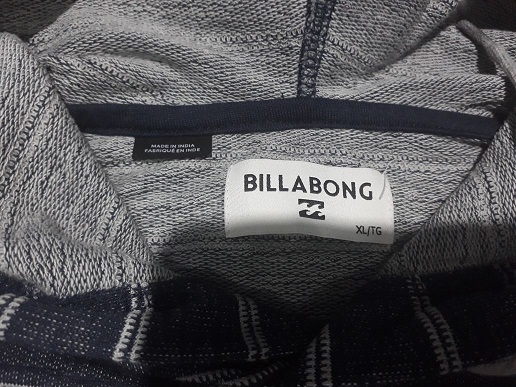 MADE IN INDIA
FABRIQUÉ EN INDE
BILLABONG
XL/TG